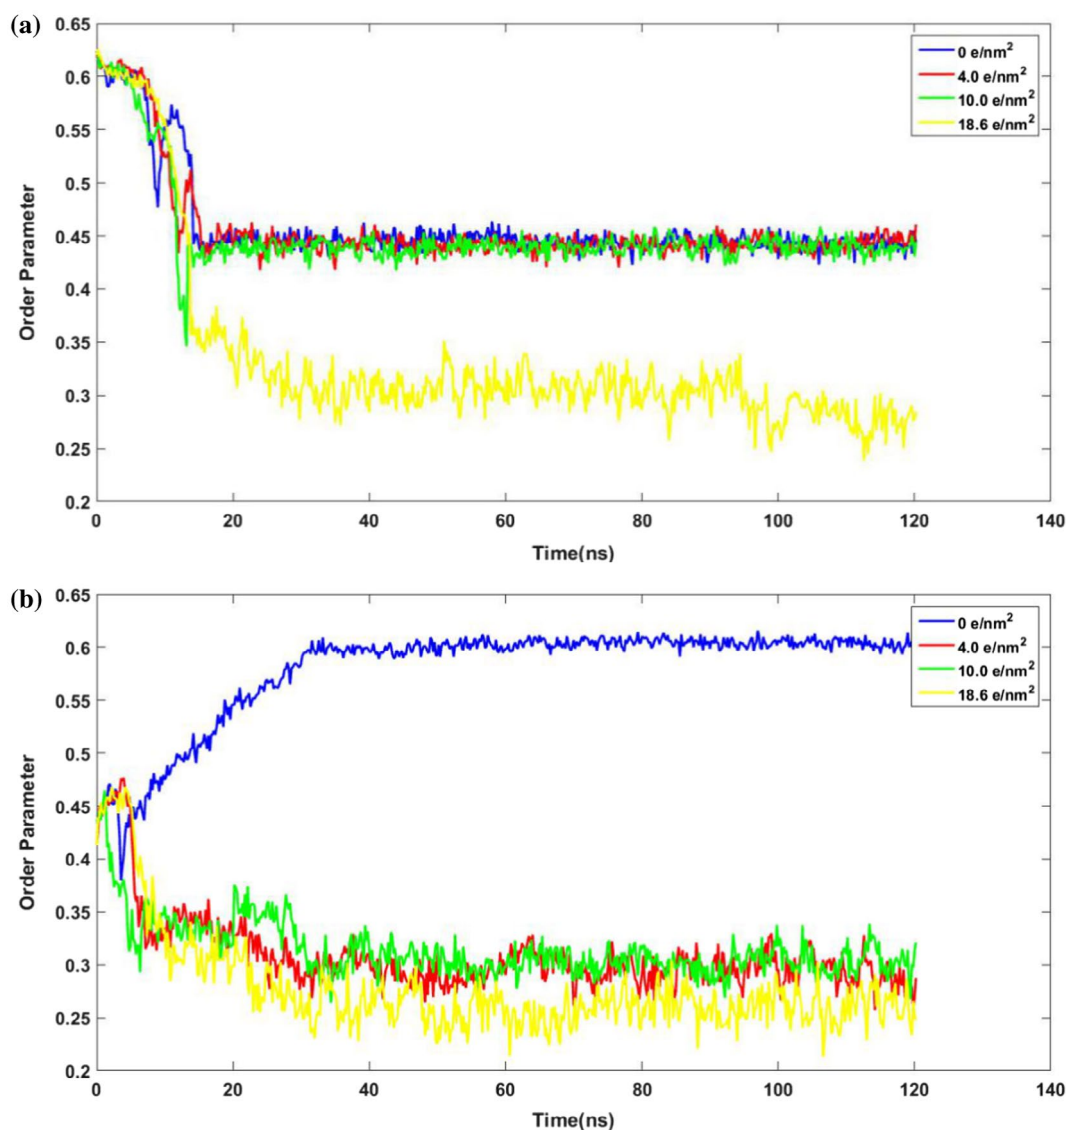 (a)
0.65
0.6
0.55
0.5
0.45
0.4
0.35
0.3
0.25
0.2
Order Parameter
0 e/nm²
4.0 e/nm²
10.0 e/nm²
18.6 e/nm²
0 20 40 60 80 100 120 140
Time(ns)
(b)
0.65
0.6
0.55
0.5
0.45
0.4
0.35
0.3
0.25
0.2
Order Parameter
0 e/nm²
4.0 e/nm²
10.0 e/nm²
18.6 e/nm²
0 20 40 60 80 100 120 140
Time(ns)